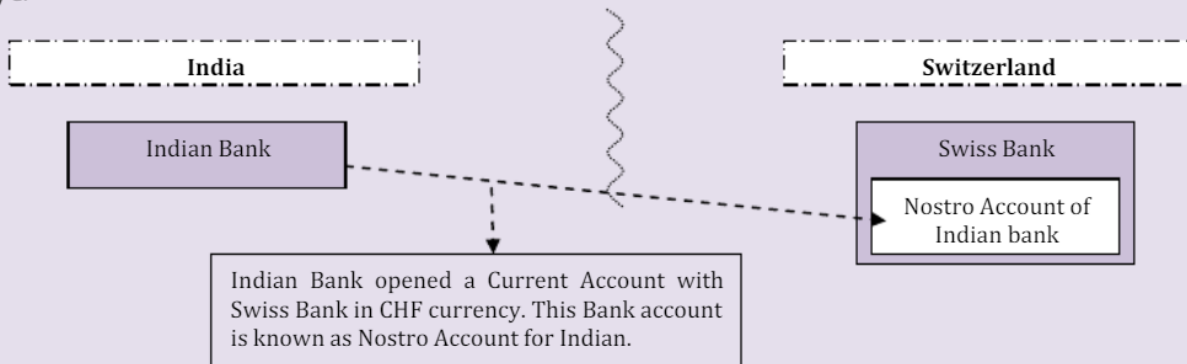 India
Switzerland
Indian Bank
Swiss Bank
Nostro Account of
Indian bank
Indian Bank opened a Current Account with
Swiss Bank in CHF currency. This Bank account
is known as Nostro Account for Indian.